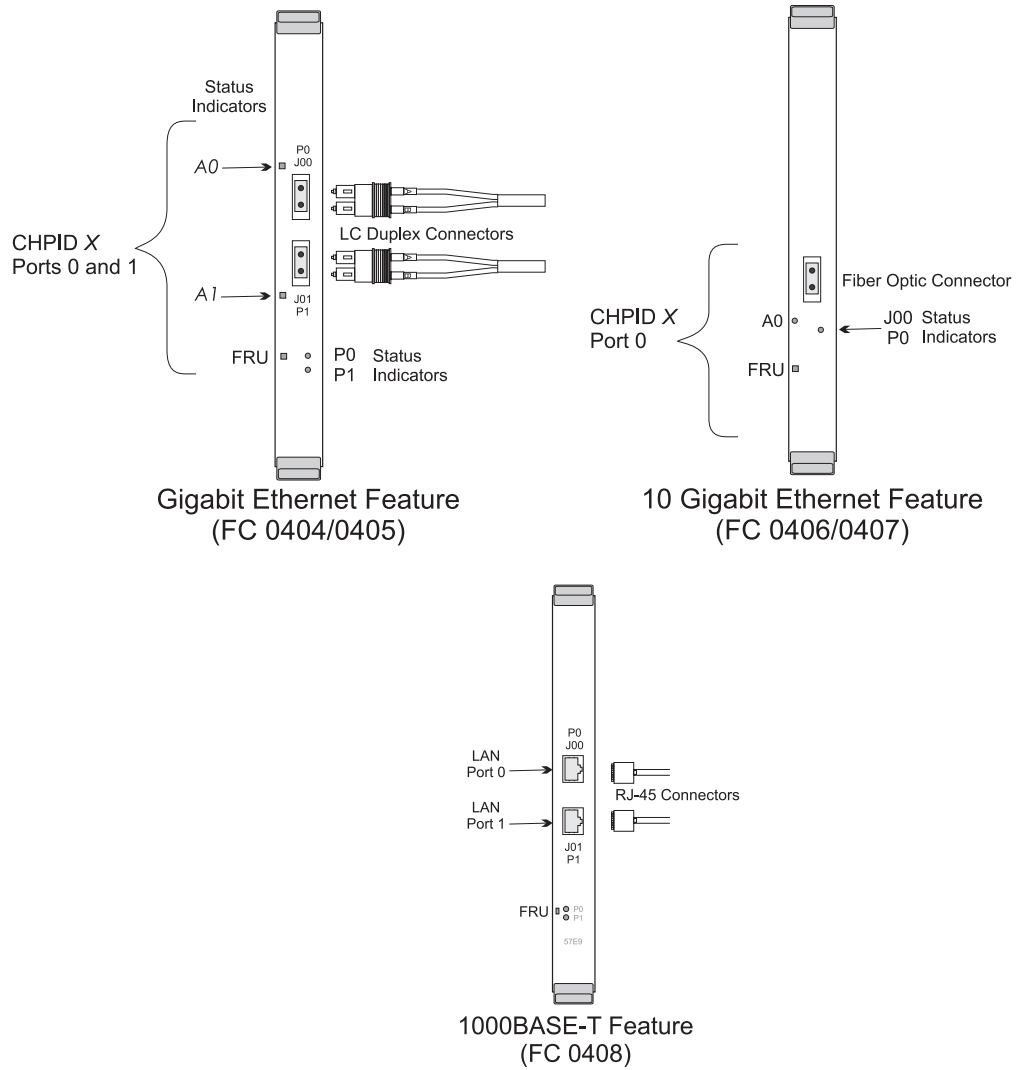 Status
Indicators
P0
J00
A0
LC Duplex Connectors
CHPID X
Ports 0 and 1
A1
J01
P1
FRU
P0 Status
P1 Indicators
Gigabit Ethernet Feature
(FC 0404/0405)
Fiber Optic Connector
CHPID X
Port 0
A0
J00 Status
P0 Indicators
FRU
10 Gigabit Ethernet Feature
(FC 0406/0407)
P0
J00
LAN
Port 0
RJ-45 Connectors
LAN
Port 1
J01
P1
FRU
P0
P1
57E9
1000BASE-T Feature
(FC 0408)